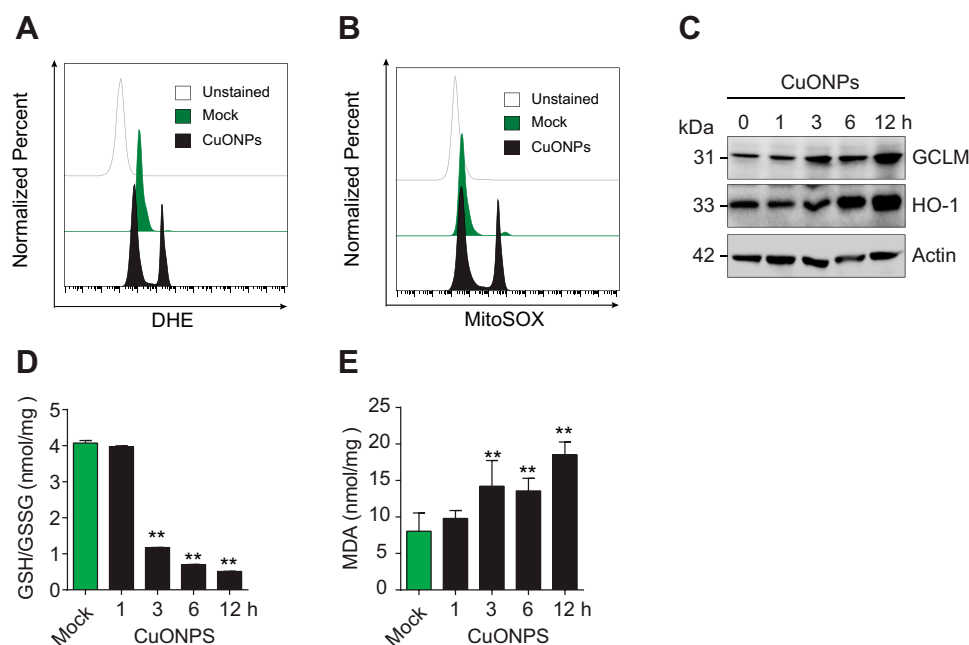 A
Normalized Percent
Unstained
Mock
CuONPs
DHE
B
Normalized Percent
Unstained
Mock
CuONPs
MitoSOX
C
CuONPs
kDa 0 1 3 6 12 h
31 GCLM
33 HO-1
42 Actin
D
GSH/GSSG (nmol/mg )
5
4
3
2
1
0
** ** **
Mock 1 3 6 12 h
CuONPS
E
MDA (nmol/mg)
25
20
15
10
5
0
** ** **
Mock 1 3 6 12 h
CuONPS